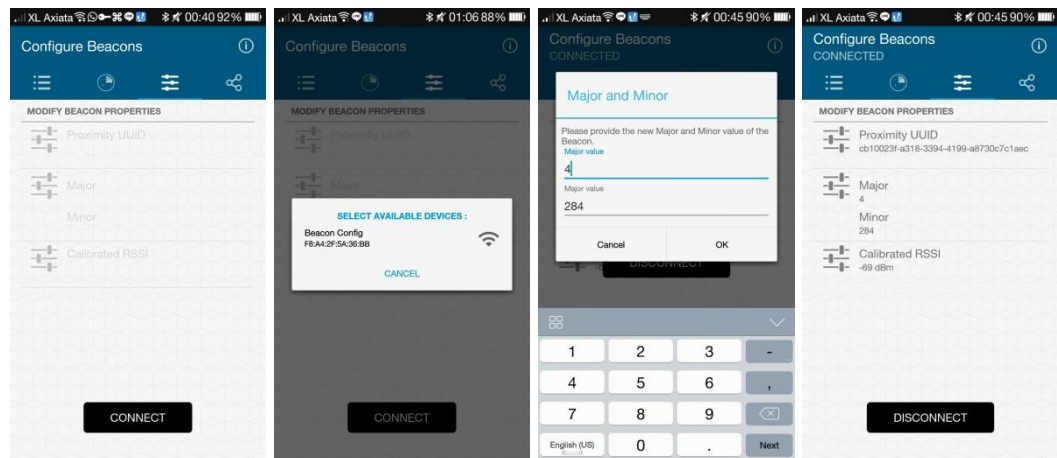 XL Axiata 00:40 92%
Configure Beacons
MODIFY BEACON PROPERTIES
Proximity UUID
Major
Minor
Calibrated RSSI
CONNECT
XL Axiata 01:06 88%
Configure Beacons
MODIFY BEACON PROPERTIES
Proximity UUID
Major
SELECT AVAILABLE DEVICES :
Beacon Config
F8:A4:2F:5A:36:BB
CANCEL
CONNECT
XL Axiata 00:45 90%
Configure Beacons
CONNECTED
Major and Minor
Please provide the new Major and Minor value of the
Beacon.
Major value
4
Major value
284
Cancel OK
DISCONNECT
1 2 3 -
4 5 6 ,
7 8 9
English (US) 0 . Next
XL Axiata 00:45 90%
Configure Beacons
CONNECTED
MODIFY BEACON PROPERTIES
Proximity UUID
cb10023f-a318-3394-4199-a8730c7c1aec
Major
4
Minor
284
Calibrated RSSI
-69 dBm
DISCONNECT